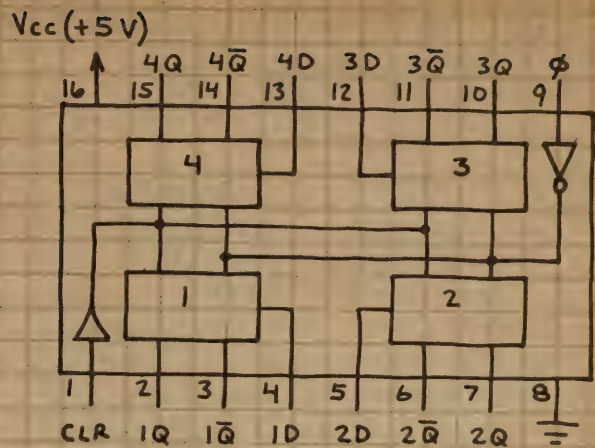 Vcc (+5 V)
4Q 4Q̅ 4D 3D 3Q̅ 3Q ϕ
16 15 14 13 12 11 10 9
4 3
1 2
1 2 3 4 5 6 7 8
CLR 1Q 1Q̅ 1D 2D 2Q̅ 2Q